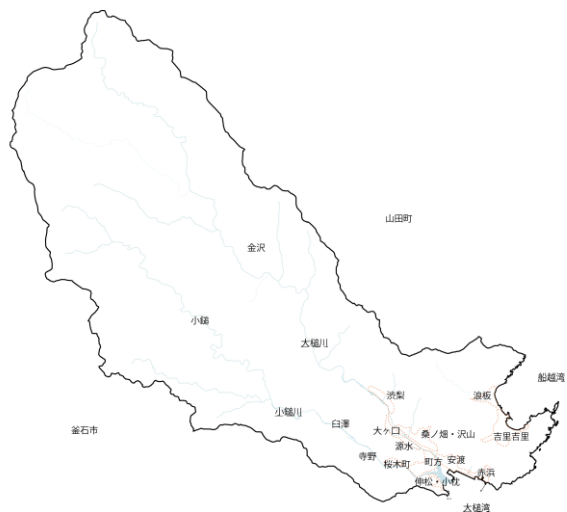 山田町
金沢
小鎚
大槌川
船越湾
渋梨
浪板
小鎚川
臼澤
釜石市
大ヶ口
桑ノ畑・沢山
吉里吉里
源水
寺野
桜木町
町方
安渡
赤浜
伸松・小枕
大槌湾